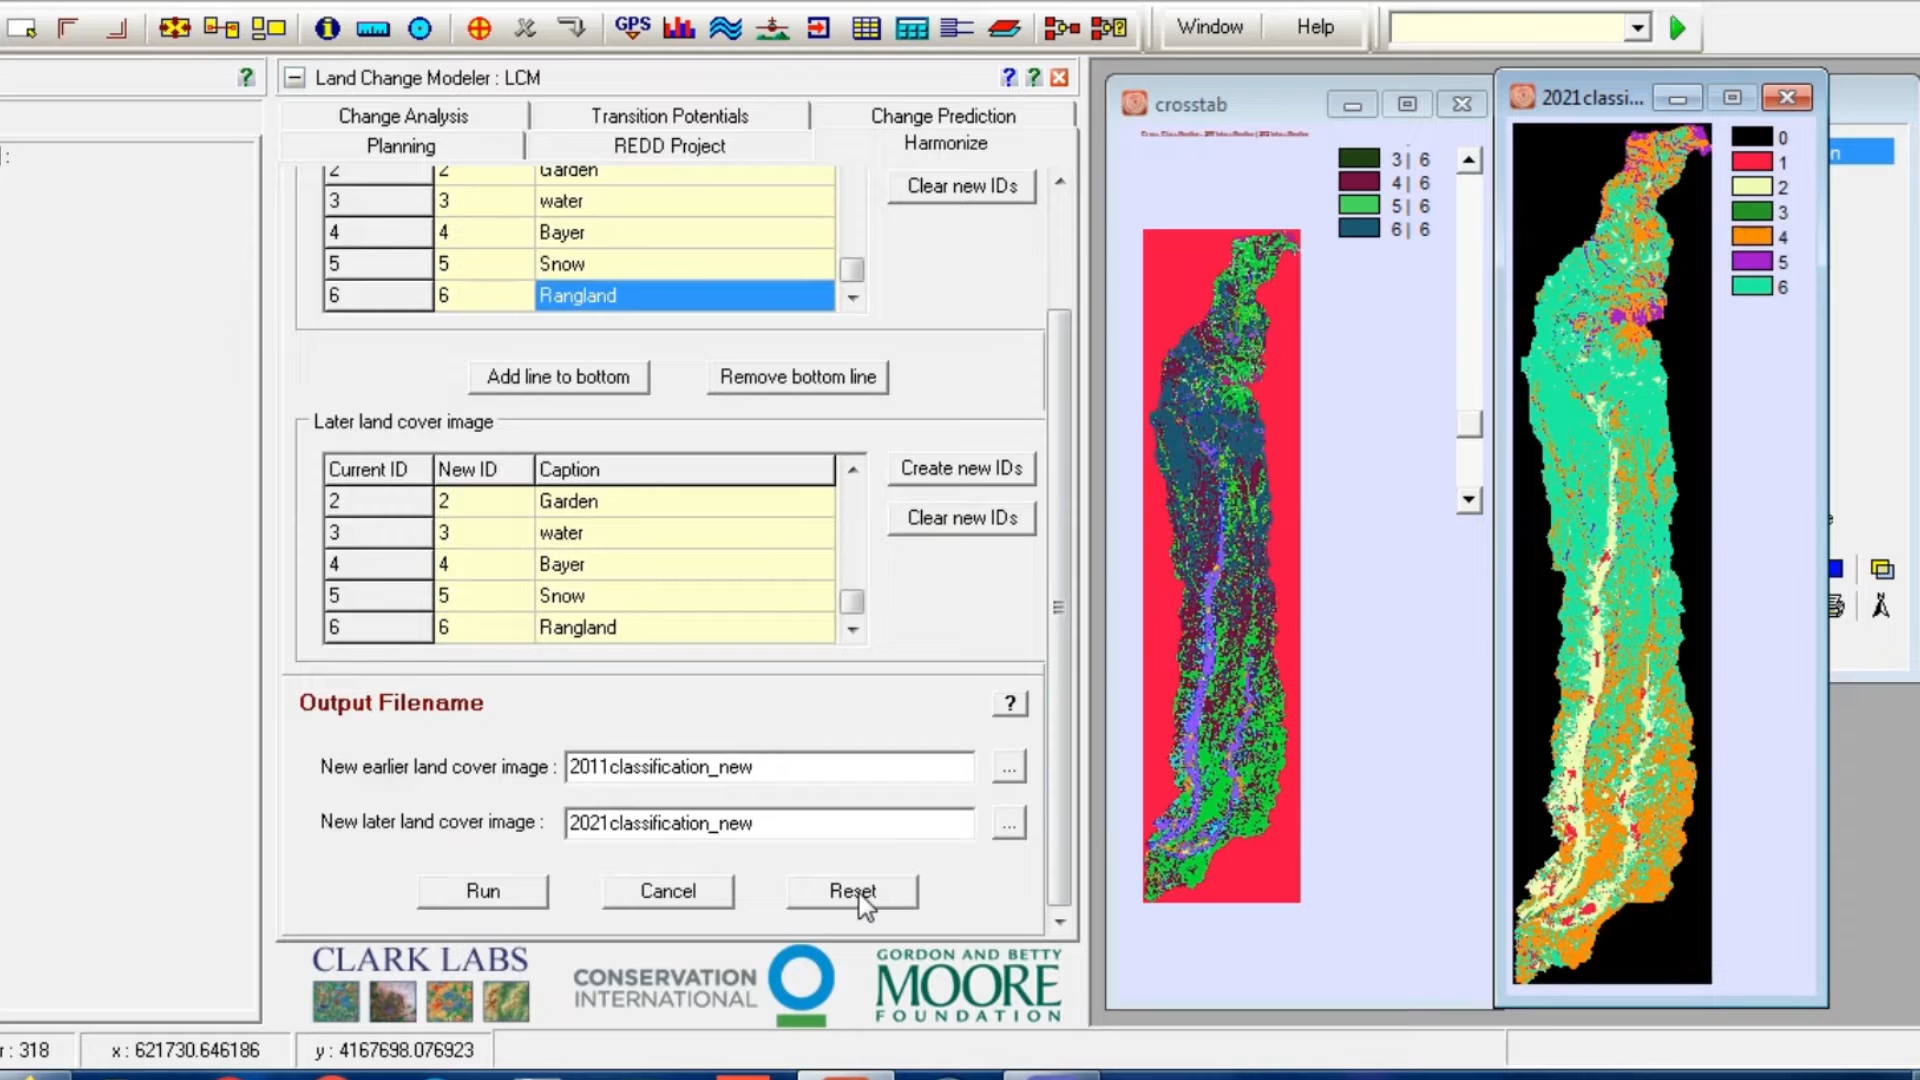 GPS
Window
Help
?
Land Change Modeler : LCM
? ?
Change Analysis
Transition Potentials
Change Prediction
Planning
REDD Project
Harmonize
2 2 Garden
3 3 water
4 4 Bayer
5 5 Snow
6 6 Rangland
Clear new IDs
Add line to bottom
Remove bottom line
Later land cover image
Current ID New ID Caption
2 2 Garden
3 3 water
4 4 Bayer
5 5 Snow
6 6 Rangland
Create new IDs
Clear new IDs
Output Filename
?
New earlier land cover image : 2011classification_new ...
New later land cover image : 2021classification_new ...
Run
Cancel
Reset
CLARK LABS
CONSERVATION
INTERNATIONAL
GORDON AND BETTY
MOORE
FOUNDATION
r : 318
x : 621730.646186
y : 4167698.076923
crosstab
3 | 6
4 | 6
5 | 6
6 | 6
2021classi...
0
1
2
3
4
5
6